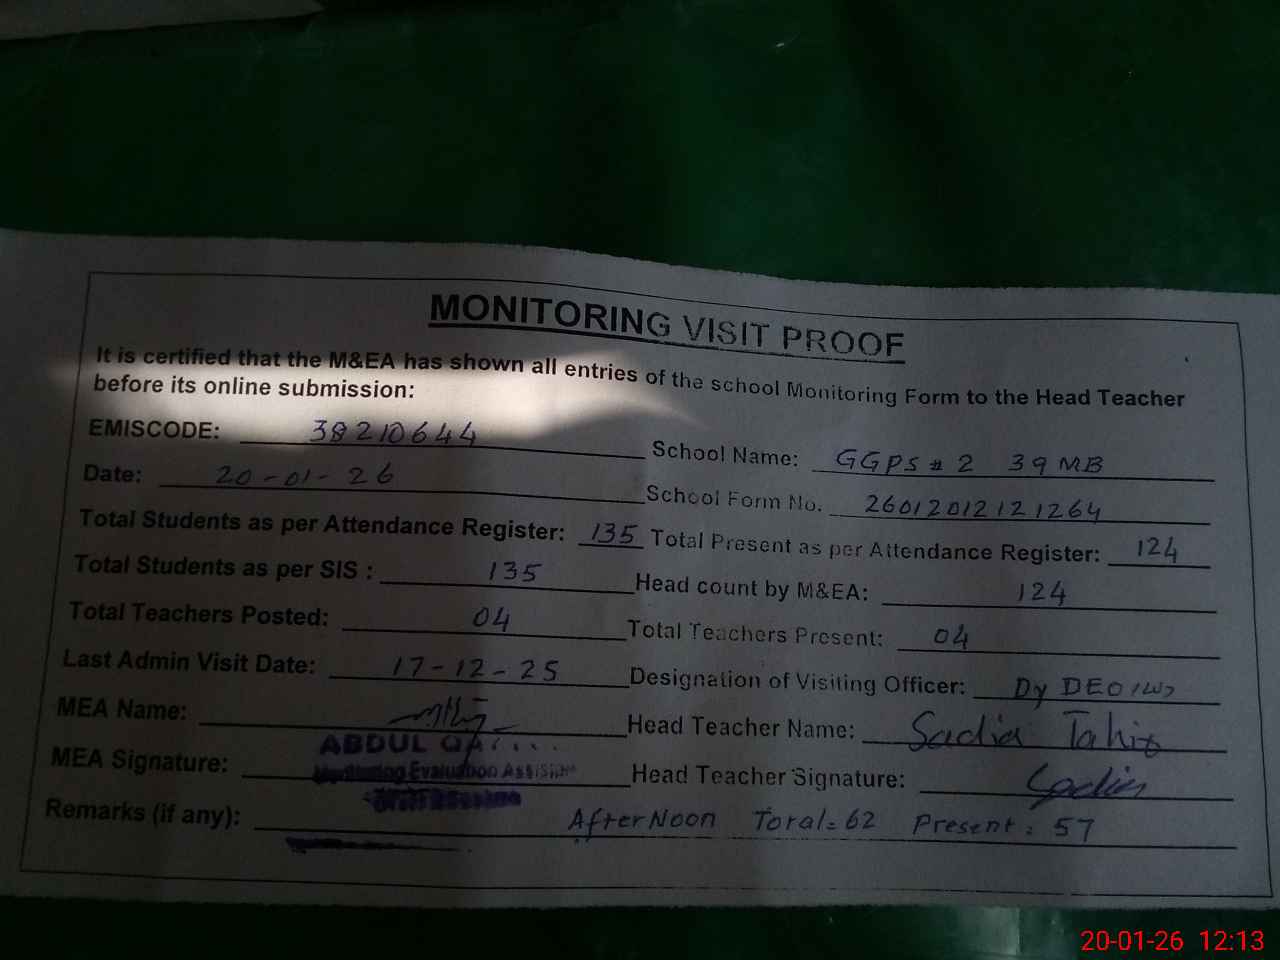 MONITORING VISIT PROOF
It is certified that the M&EA has shown all entries of the school Monitoring Form to the Head Teacher
before its online submission:
EMISCODE: 38210644 School Name: GGPS # 2 39 MB
Date: 20-01-26 School Form No. 26012012121264
Total Students as per Attendance Register: 135 Total Present as per Attendance Register: 124
Total Students as per SIS : 135 Head count by M&EA: 124
Total Teachers Posted: 04 Total Teachers Present: 04
Last Admin Visit Date: 17-12-25 Designation of Visiting Officer: Dy DEO (W)
MEA Name: Head Teacher Name: Sadia Tahir
ABDUL
MEA Signature: Monitoring Evaluation Assistant Head Teacher Signature: Sadia
Remarks (if any): AfterNoon Total= 62 Present: 57
20-01-26 12:13